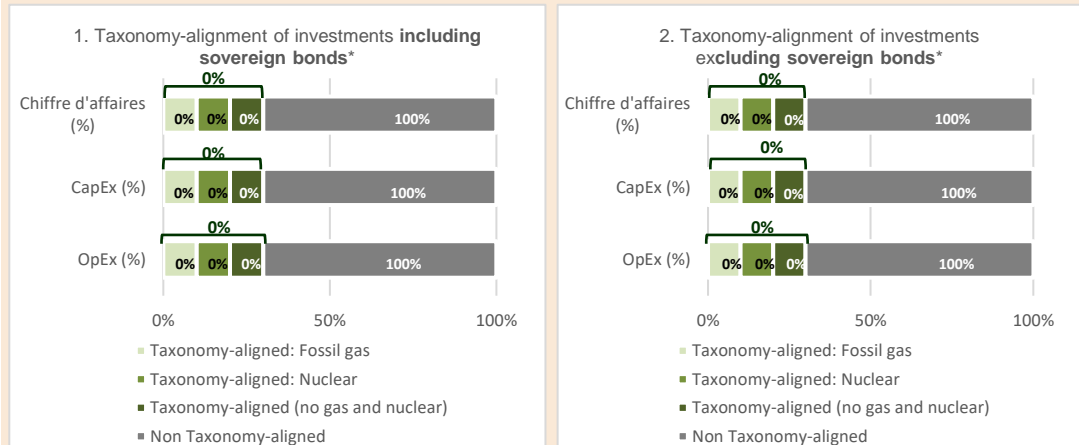 1. Taxonomy-alignment of investments including
sovereign bonds*
0%
Chiffre d'affaires
(%)
0% 0% 0% 100%
0%
CapEx (%)
0% 0% 0% 100%
0%
OpEx (%)
0% 0% 0% 100%
0% 50% 100%
Taxonomy-aligned: Fossil gas
Taxonomy-aligned: Nuclear
Taxonomy-aligned (no gas and nuclear)
Non Taxonomy-aligned
2. Taxonomy-alignment of investments
excluding sovereign bonds*
0%
Chiffre d'affaires
(%)
0% 0% 0% 100%
0%
CapEx (%)
0% 0% 0% 100%
0%
OpEx (%)
0% 0% 0% 100%
0% 50% 100%
Taxonomy-aligned: Fossil gas
Taxonomy-aligned: Nuclear
Taxonomy-aligned (no gas and nuclear)
Non Taxonomy-aligned